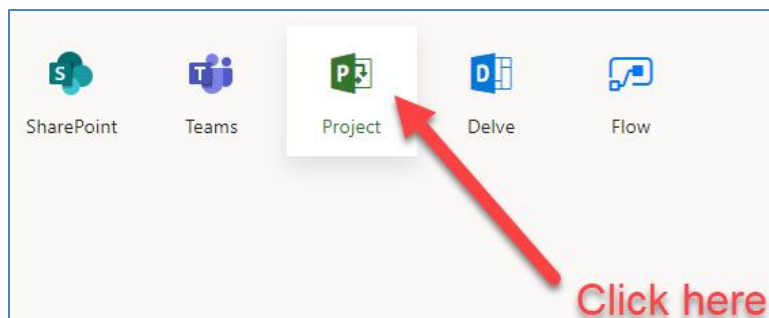 S
T
P
D
SharePoint
Teams
Project
Delve
Flow
Click here